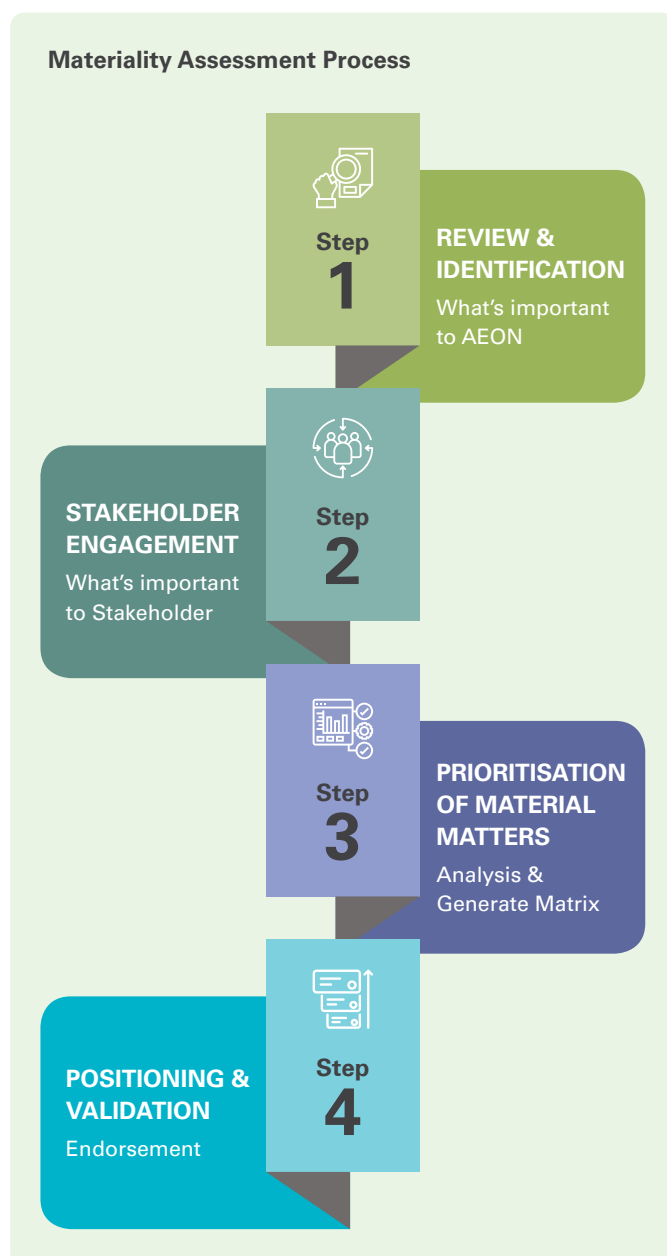 Materiality Assessment Process
Step
1
REVIEW &
IDENTIFICATION
What’s important
to AEON
Step
2
STAKEHOLDER
ENGAGEMENT
What’s important
to Stakeholder
Step
3
PRIORITISATION
OF MATERIAL
MATTERS
Analysis &
Generate Matrix
Step
4
POSITIONING &
VALIDATION
Endorsement